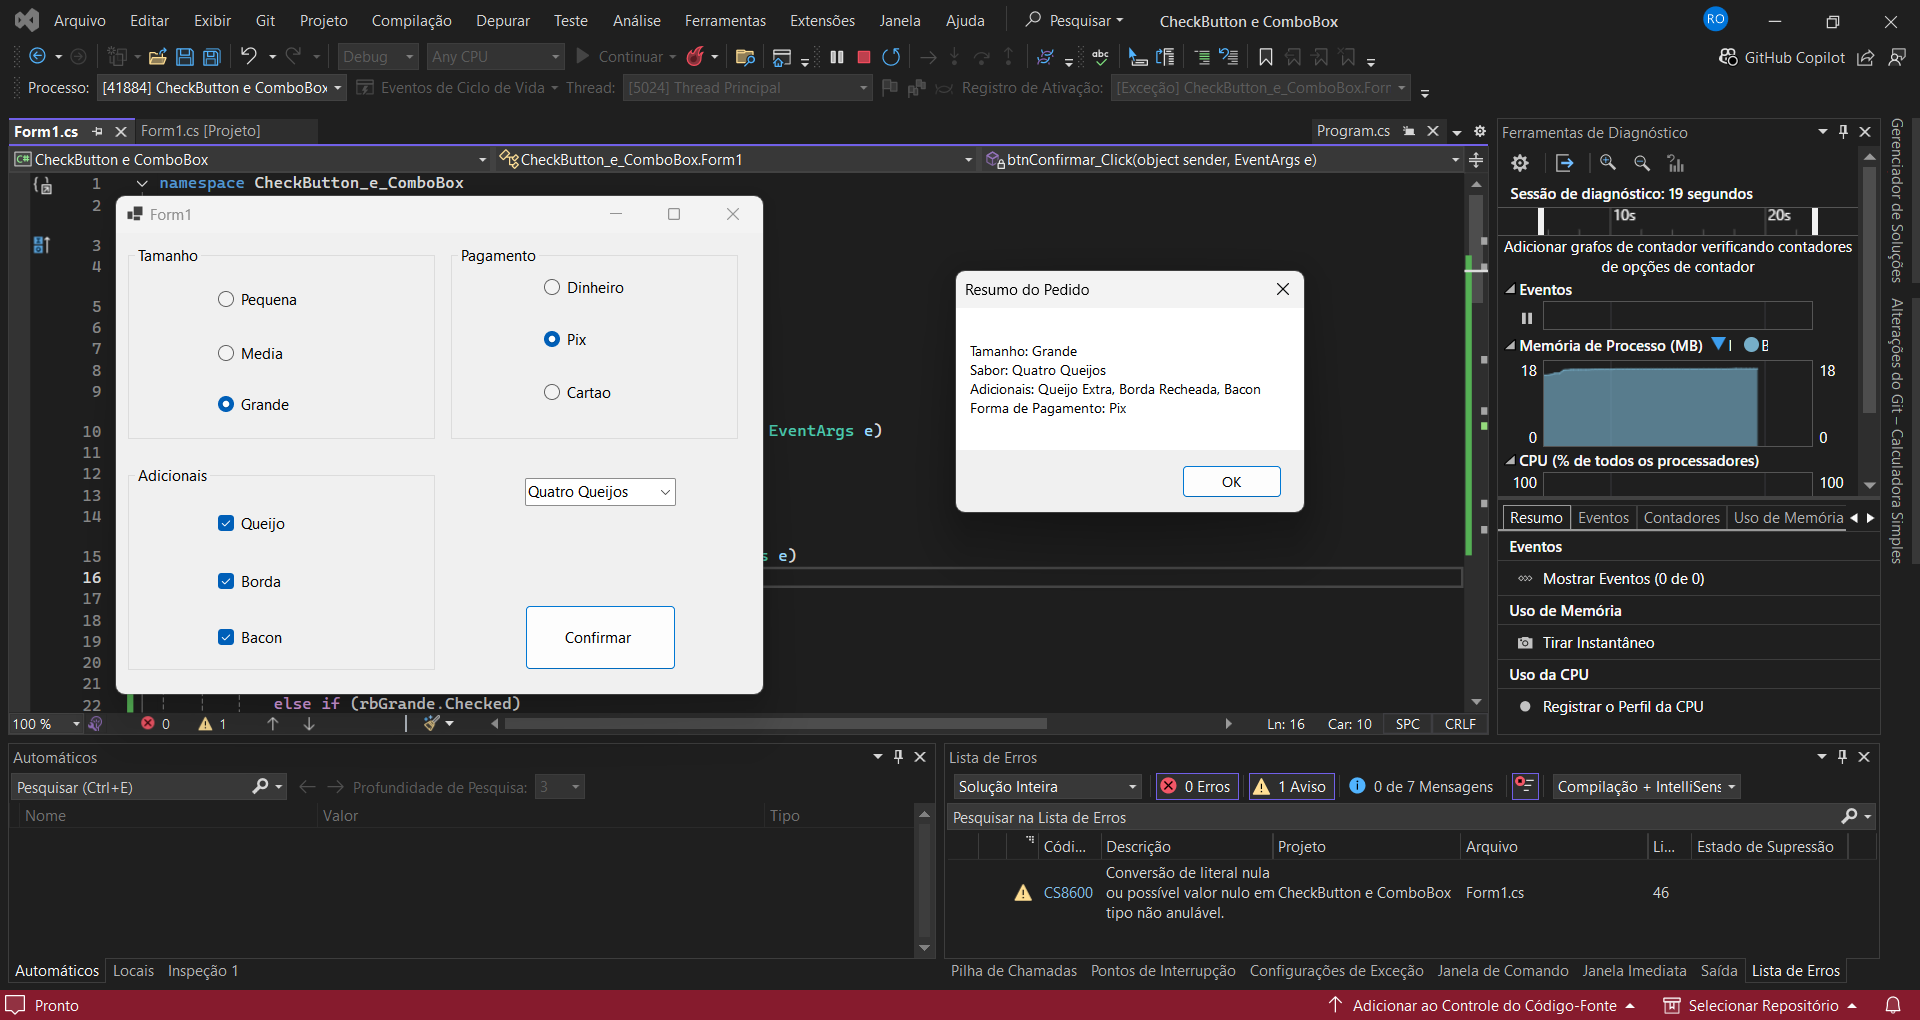 Arquivo Editar Exibir Git Projeto Compilação Depurar Teste Análise Ferramentas Extensões Janela Ajuda Pesquisar CheckButton e ComboBox RO
Debug Any CPU Continuar abc GitHub Copilot
Processo: [41884] CheckButton e ComboBox Eventos de Ciclo de Vida Thread: [5024] Thread Principal Registro de Ativação: [Exceção] CheckButton_e_ComboBox.Forr
Form1.cs Form1.cs [Projeto] Program.cs
CheckButton e ComboBox CheckButton_e_ComboBox.Form1 btnConfirmar_Click(object sender, EventArgs e)
1 namespace CheckButton_e_ComboBox
2
3
4
5
6
7
8
9
10 EventArgs e)
11
12
13
14
15 s e)
16
17
18
19
20
21
22 else if (rbGrande.Checked)
Form1
Tamanho
Pequena
Media
Grande
Pagamento
Dinheiro
Pix
Cartao
Adicionais
Queijo
Borda
Bacon
Quatro Queijos
Confirmar
Resumo do Pedido
Tamanho: Grande
Sabor: Quatro Queijos
Adicionais: Queijo Extra, Borda Recheada, Bacon
Forma de Pagamento: Pix
OK
100 % 0 1 Ln: 16 Car: 10 SPC CRLF
Ferramentas de Diagnóstico
Sessão de diagnóstico: 19 segundos
10s 20s
Adicionar grafos de contador verificando contadores
de opções de contador
Eventos
Memória de Processo (MB) I B
18 18
0 0
CPU (% de todos os processadores)
100 100
Resumo Eventos Contadores Uso de Memória
Eventos
Mostrar Eventos (0 de 0)
Uso de Memória
Tirar Instantâneo
Uso da CPU
Registrar o Perfil da CPU
Gerenciador de Soluções
Alterações do Git – Calculadora Simples
Automáticos
Pesquisar (Ctrl+E) Profundidade de Pesquisa: 3
Nome Valor Tipo
Automáticos Locais Inspeção 1
Lista de Erros
Solução Inteira 0 Erros 1 Aviso 0 de 7 Mensagens Compilação + IntelliSens
Pesquisar na Lista de Erros
Códi... Descrição Projeto Arquivo Li... Estado de Supressão
CS8600 Conversão de literal nula
ou possível valor nulo em CheckButton e ComboBox Form1.cs 46
tipo não anulável.
Pilha de Chamadas Pontos de Interrupção Configurações de Exceção Janela de Comando Janela Imediata Saída Lista de Erros
Pronto Adicionar ao Controle do Código-Fonte Selecionar Repositório